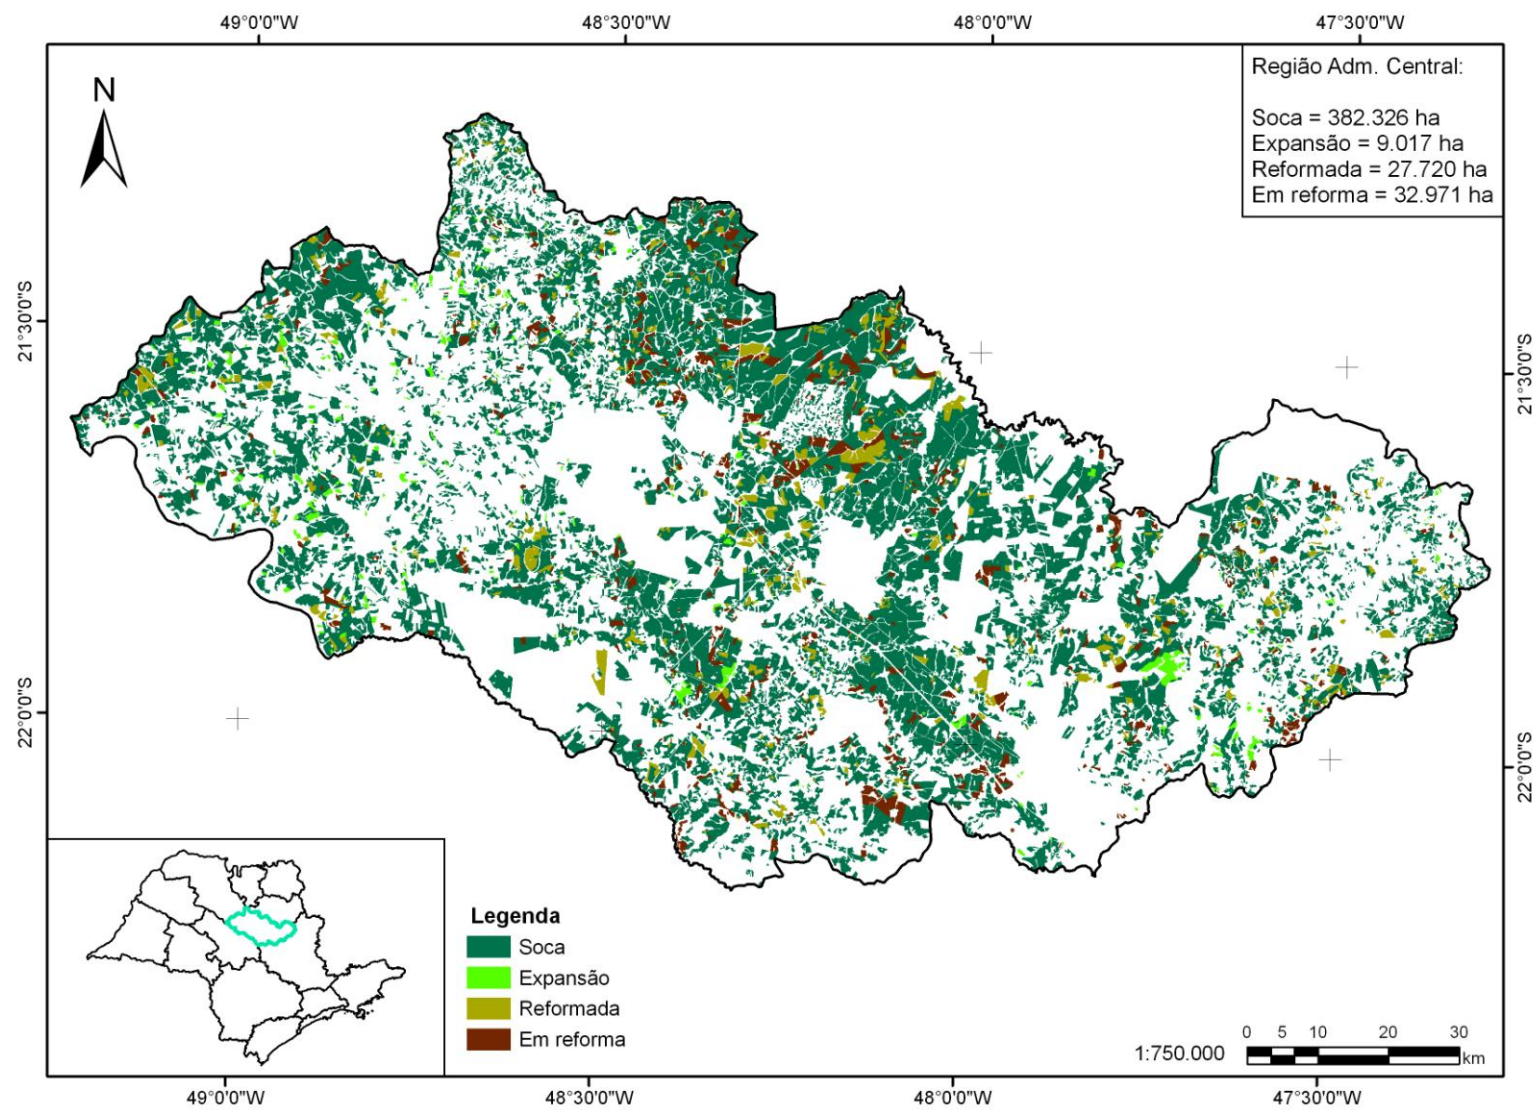 49°0'0"W
48°30'0"W
48°0'0"W
47°30'0"W
N
Região Adm. Central:
Soca = 382.326 ha
Expansão = 9.017 ha
Reformada = 27.720 ha
Em reforma = 32.971 ha
21°30'0"S
21°30'0"S
22°0'0"S
22°0'0"S
Legenda
Soca
Expansão
Reformada
Em reforma
1:750.000
0 5 10 20 30
km
49°0'0"W
48°30'0"W
48°0'0"W
47°30'0"W